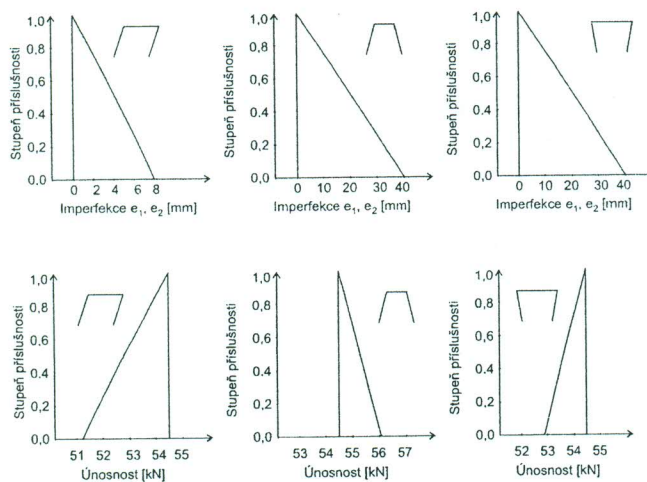 Stupeň příslušnosti
1,0
0,8
0,6
0,4
0,2
0,0
0 2 4 6 8
Imperfekce e1, e2 [mm]
Stupeň příslušnosti
1,0
0,8
0,6
0,4
0,2
0,0
0 10 20 30 40
Imperfekce e1, e2 [mm]
Stupeň příslušnosti
1,0
0,8
0,6
0,4
0,2
0,0
0 10 20 30 40
Imperfekce e1, e2 [mm]
Stupeň příslušnosti
1,0
0,8
0,6
0,4
0,2
0,0
51 52 53 54 55
Únosnost [kN]
Stupeň příslušnosti
1,0
0,8
0,6
0,4
0,2
0,0
53 54 55 56 57
Únosnost [kN]
Stupeň příslušnosti
1,0
0,8
0,6
0,4
0,2
0,0
52 53 54 55
Únosnost [kN]